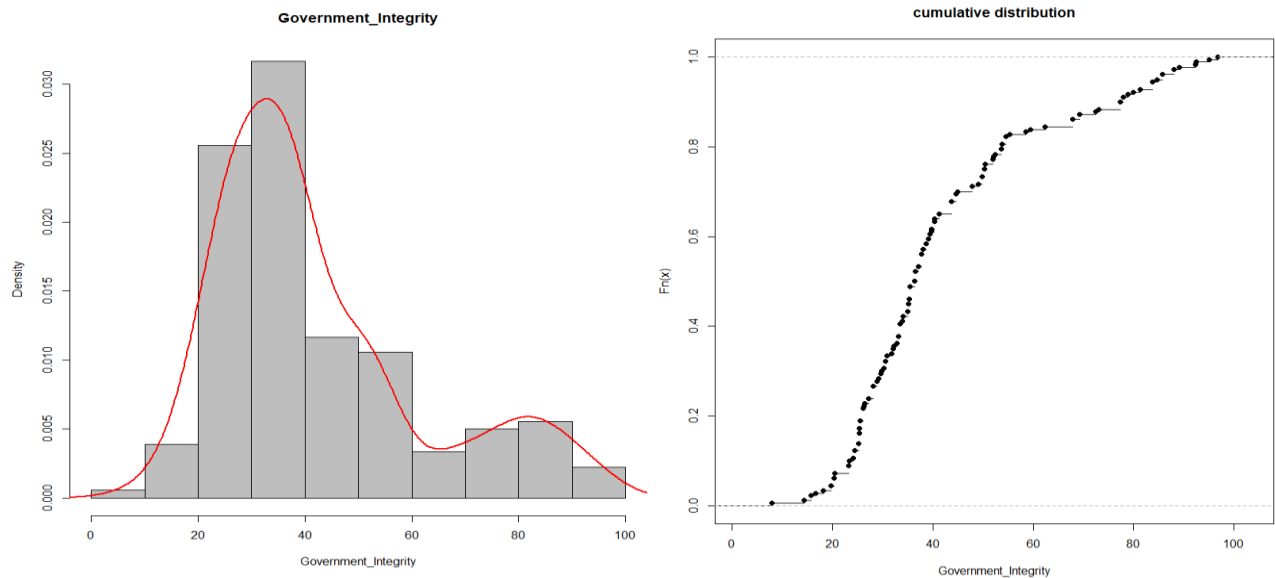 Government_Integrity
Density
0.030
0.025
0.020
0.015
0.010
0.005
0.000
0 20 40 60 80 100
Government_Integrity
cumulative distribution
Fn(x)
1.0
0.8
0.6
0.4
0.2
0.0
0 20 40 60 80 100
Government_Integrity